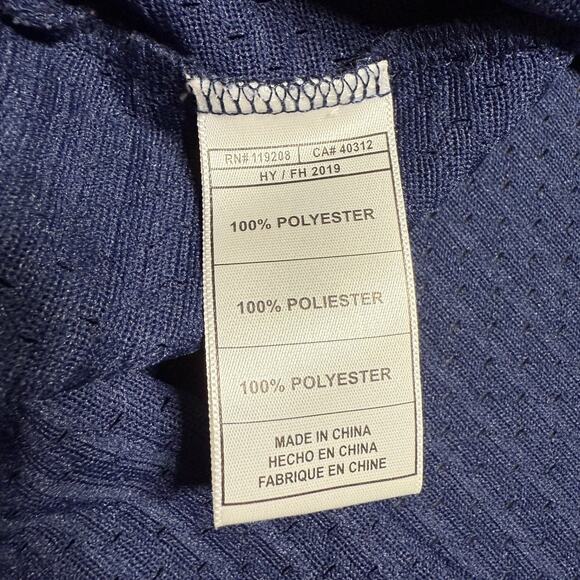 RN# 119208 | CA# 40312
HY / FH 2019
100% POLYESTER
100% POLIESTER
100% POLYESTER
MADE IN CHINA
HECHO EN CHINA
FABRIQUE EN CHINE